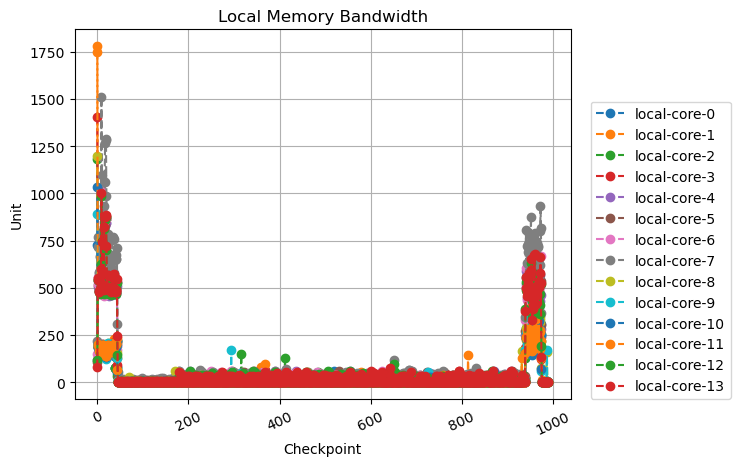 Local Memory Bandwidth
Unit
1750
1500
1250
1000
750
500
250
0
0
200
400
600
800
1000
Checkpoint
local-core-0
local-core-1
local-core-2
local-core-3
local-core-4
local-core-5
local-core-6
local-core-7
local-core-8
local-core-9
local-core-10
local-core-11
local-core-12
local-core-13